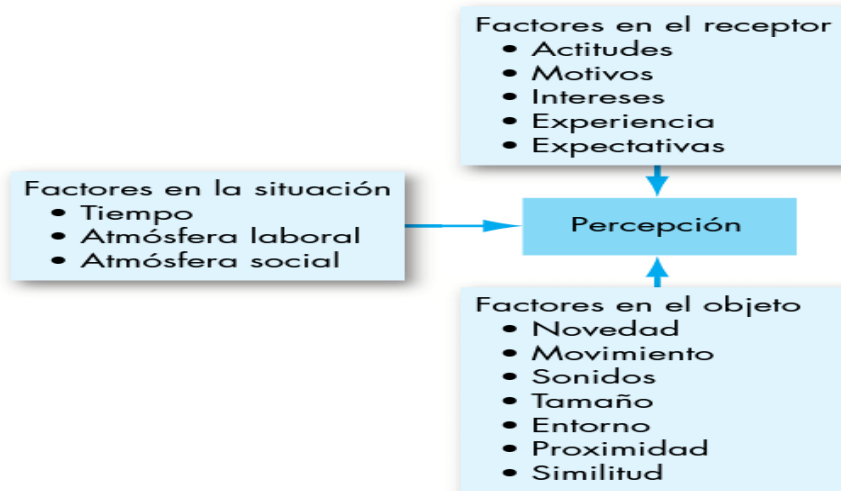 Factores en el receptor
• Actitudes
• Motivos
• Intereses
• Experiencia
• Expectativas
Factores en la situación
• Tiempo
• Atmósfera laboral
• Atmósfera social
Percepción
Factores en el objeto
• Novedad
• Movimiento
• Sonidos
• Tamaño
• Entorno
• Proximidad
• Similitud